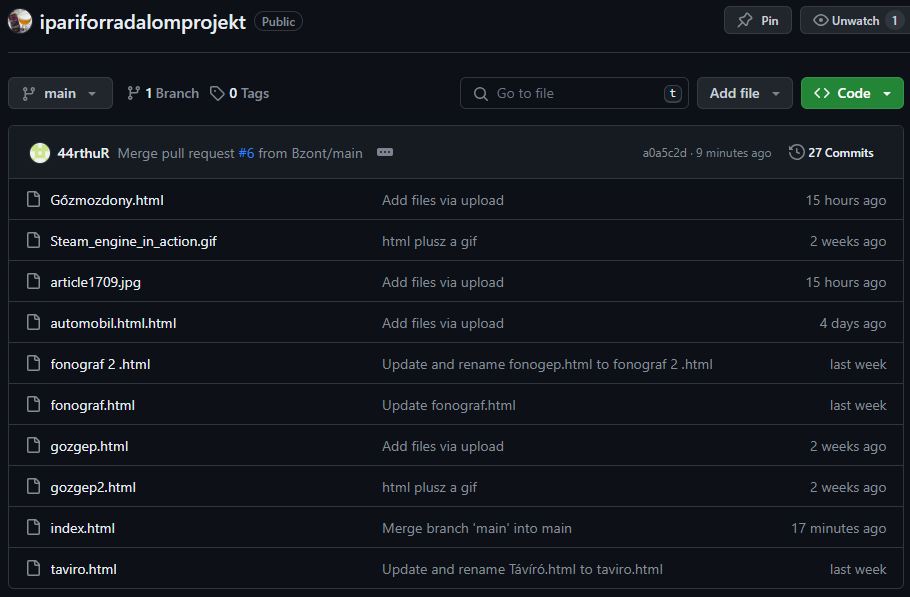 ipariforradalomprojekt Public Pin Unwatch 1
main 1 Branch 0 Tags Go to file t Add file Code
44rthuR Merge pull request #6 from Bzont/main a0a5c2d · 9 minutes ago 27 Commits
Gőzmozdony.html Add files via upload 15 hours ago
Steam_engine_in_action.gif html plusz a gif 2 weeks ago
article1709.jpg Add files via upload 15 hours ago
automobil.html.html Add files via upload 4 days ago
fonograf 2 .html Update and rename fonogep.html to fonograf 2 .html last week
fonograf.html Update fonograf.html last week
gozgep.html Add files via upload 2 weeks ago
gozgep2.html html plusz a gif 2 weeks ago
index.html Merge branch 'main' into main 17 minutes ago
taviro.html Update and rename Távíró.html to taviro.html last week